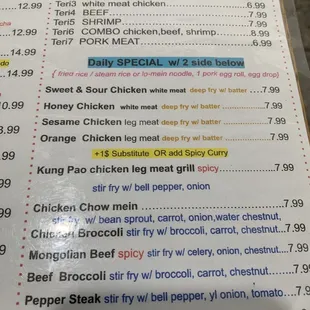 Teri3 white meat chicken ...6.99
Teri4 BEEF ...7.99
Teri5 SHRIMP ...7.99
Teri6 COMBO chicken,beef, shrimp ...8.99
Teri7 PORK MEAT ...6.99
Daily SPECIAL w/ 2 side below
( fried rice / steam rice or lo-mein noodle, 1 pork egg roll, egg drop)
Sweet & Sour Chicken white meat deep fry w/ batter ...7.99
Honey Chicken white meat deep fry w/ batter ...7.99
Sesame Chicken leg meat deep fry w/ batter ...7.99
Orange Chicken leg meat deep fry w/ batter ...7.99
+1$ Substitute OR add Spicy Curry
Kung Pao chicken leg meat grill spicy ...7.99
stir fry w/ bell pepper, onion
Chicken Chow mein ...7.99
stir fry w/ bean sprout, carrot, onion,water chestnut,
Chicken Broccoli stir fry w/ broccoli, carrot, chestnut...7.99
Mongolian Beef spicy stir fry w/ celery, onion, chestnut...7.99
Beef Broccoli stir fry w/ broccoli, carrot, chestnut...7.99
Pepper Steak stir fry w/ bell pepper, yl onion, tomato....7.99
12.99
12.99
14.99
10.99
.99
9.99
.99
99
99